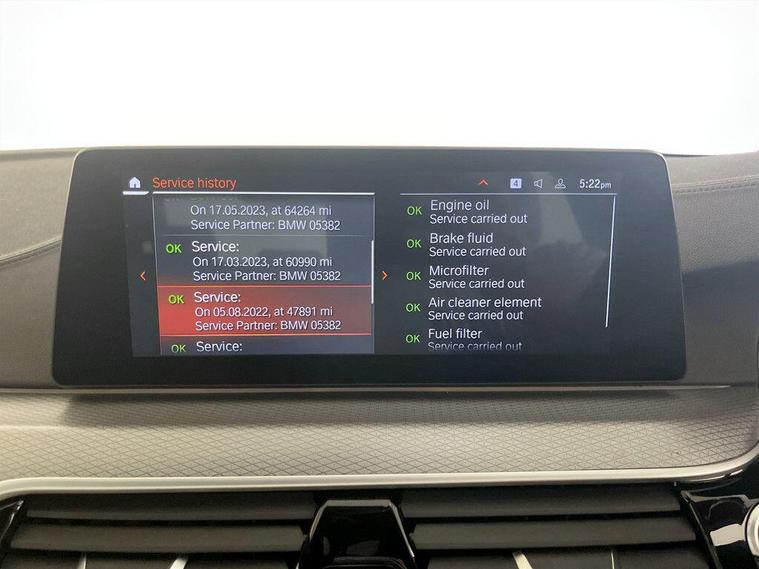 Service history
4
5:22pm
On 17.05.2023, at 64264 mi
Service Partner: BMW 05382
OK Service:
On 17.03.2023, at 60990 mi
Service Partner: BMW 05382
OK Service:
On 05.08.2022, at 47891 mi
Service Partner: BMW 05382
OK Service:
OK Engine oil
Service carried out
OK Brake fluid
Service carried out
OK Microfilter
Service carried out
OK Air cleaner element
Service carried out
OK Fuel filter
Service carried out